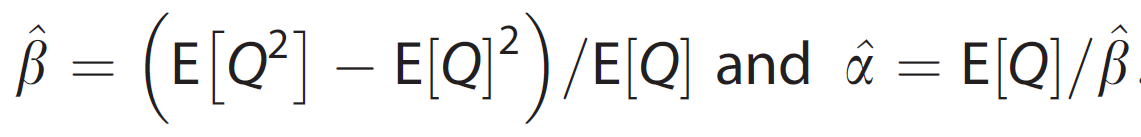 β̂ = (E[Q²] − E[Q]²)/E[Q] and α̂ = E[Q]/β̂.